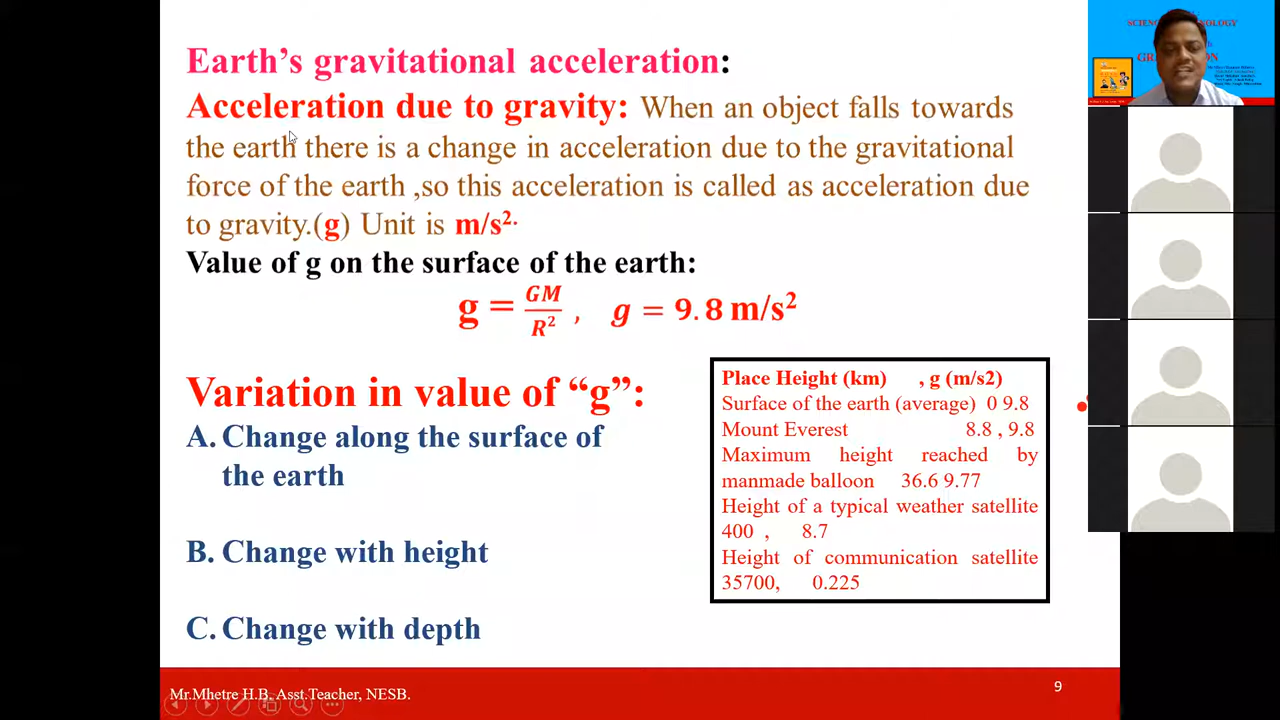 Earth's gravitational acceleration:
Acceleration due to gravity: When an object falls towards
the earth there is a change in acceleration due to the gravitational
force of the earth ,so this acceleration is called as acceleration due
to gravity.(g) Unit is m/s2.
Value of g on the surface of the earth:
g = GM/R², g = 9.8 m/s²
Variation in value of “g”:
A. Change along the surface of
the earth
B. Change with height
C. Change with depth
Place Height (km) , g (m/s2)
Surface of the earth (average) 0 9.8
Mount Everest 8.8 , 9.8
Maximum height reached by
manmade balloon 36.6 9.77
Height of a typical weather satellite
400 , 8.7
Height of communication satellite
35700, 0.225
Mr.Mhetre H.B. Asst.Teacher, NESB.
9